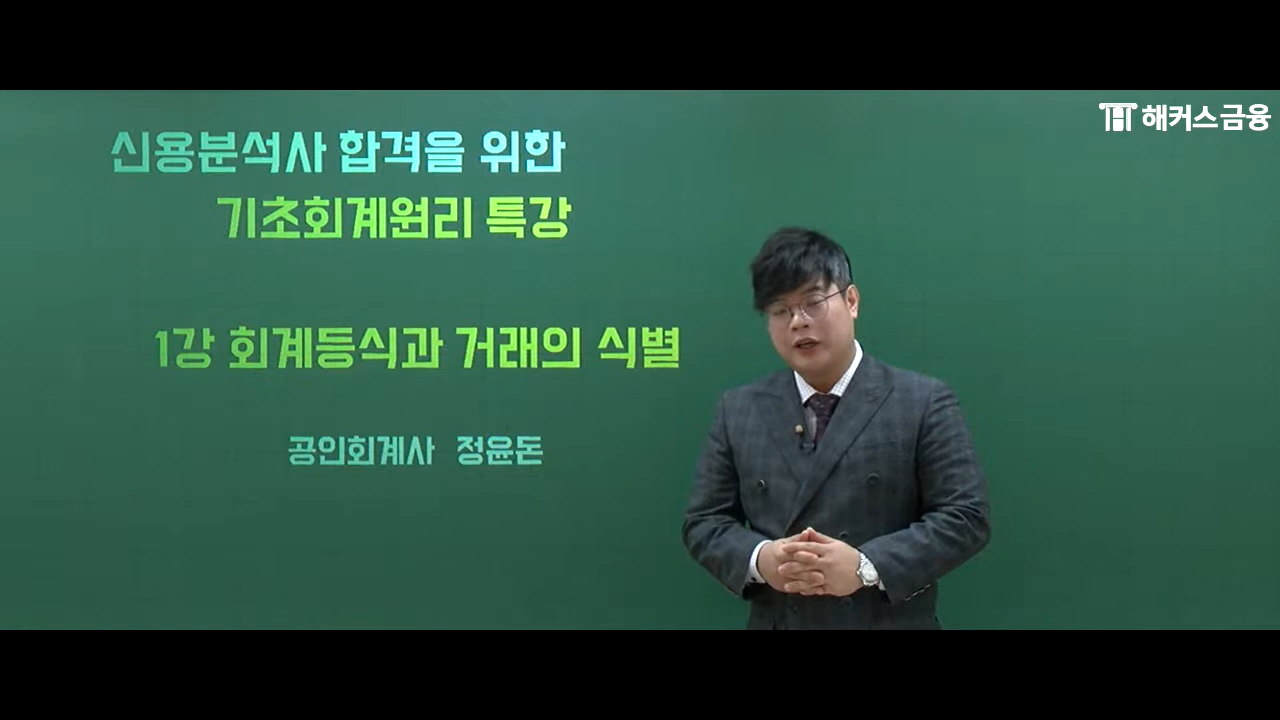 해커스금융
신용분석사 합격을 위한
기초회계원리 특강
1강 회계등식과 거래의 식별
공인회계사 정윤돈